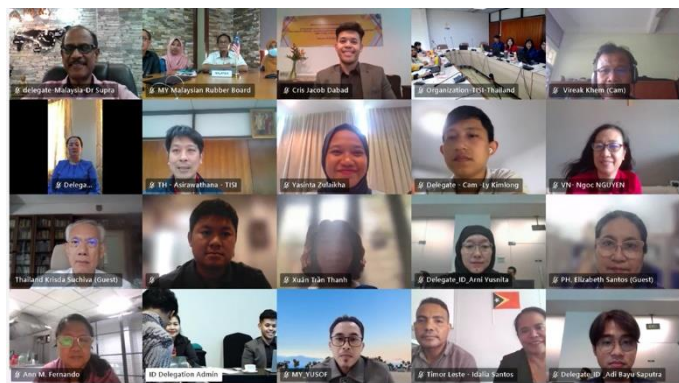 delegate-Malaysia-Dr Supra
MY Malaysian Rubber Board
Cris Jacob Dabad
Organization-TISI-Thailand
Vireak Khem (Cam)
Delega...
TH - Asirawathana - TISI
Yasinta Zulaikha
Delegate - Cam -Ly Kimlong
VN- Ngoc NGUYEN
Thailand Krisda Suchiva (Guest)
Xuân Trần Thanh
Delegate_ID_Arni Yusnita
PH. Elizabeth Santos (Guest)
Ann M. Fernando
ID Delegation Admin
MY_YUSOF
Timor Leste - Idalia Santos
Delegate_ID_Adi Bayu Saputra